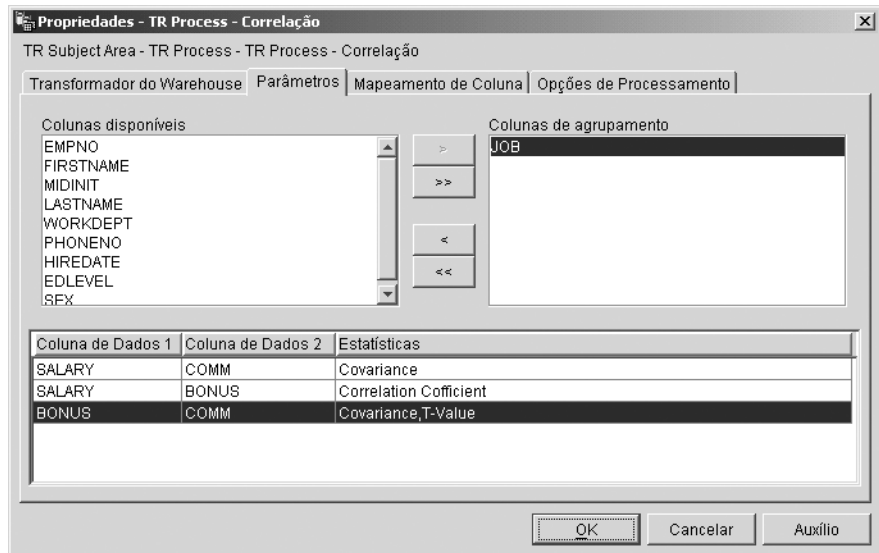 Propriedades - TR Process - Correlação
TR Subject Area - TR Process - TR Process - Correlação
Transformador do Warehouse Parâmetros Mapeamento de Coluna Opções de Processamento
Colunas disponíveis Colunas de agrupamento
EMPNO > JOB
FIRSTNAME
MIDINIT >>
LASTNAME
WORKDEPT
PHONENO <
HIREDATE
EDLEVEL <<
SEX
Coluna de Dados 1 Coluna de Dados 2 Estatísticas
SALARY COMM Covariance
SALARY BONUS Correlation Cofficient
BONUS COMM Covariance,T-Value
OK Cancelar Auxílio